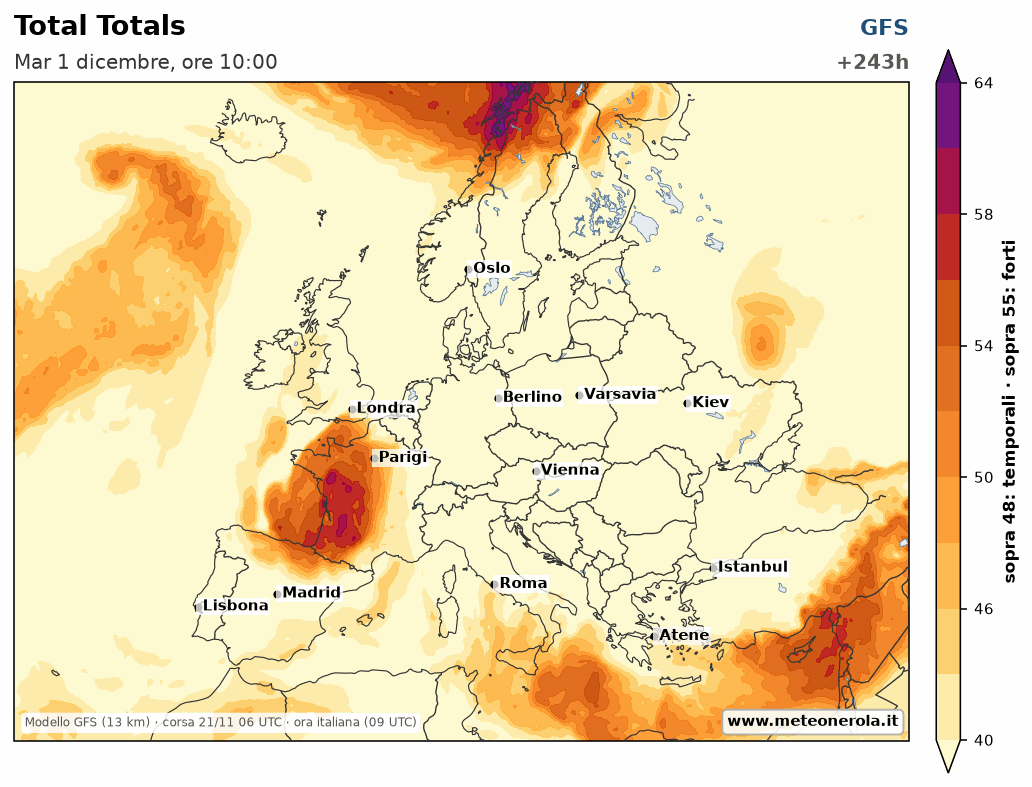 Total Totals
GFS
Mar 1 dicembre, ore 10:00
+243h
64
58
54
50
46
40
sopra 48: temporali · sopra 55: forti
Oslo
Berlino
Varsavia
Kiev
Londra
Parigi
Vienna
Istanbul
Roma
Madrid
Lisbona
Atene
Modello GFS (13 km) · corsa 21/11 06 UTC · ora italiana (09 UTC)
www.meteonerola.it